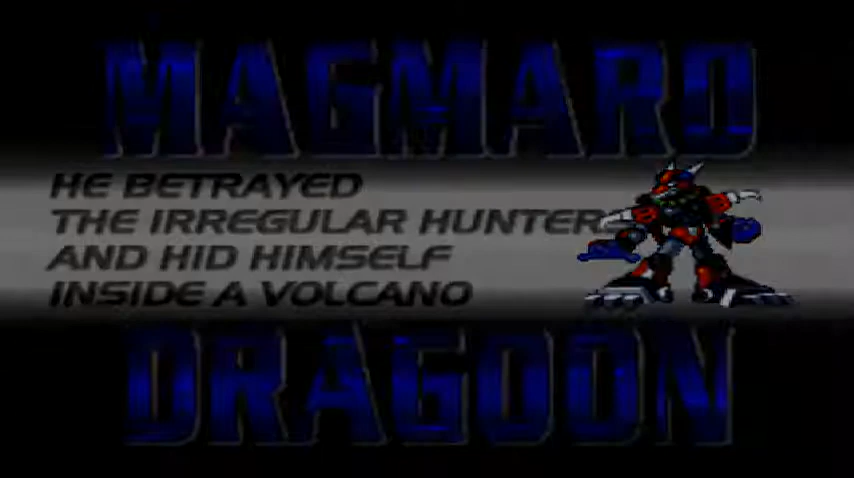 MAGMARD
HE BETRAYED
THE IRREGULAR HUNTERS
AND HID HIMSELF
INSIDE A VOLCANO
DRAGOON